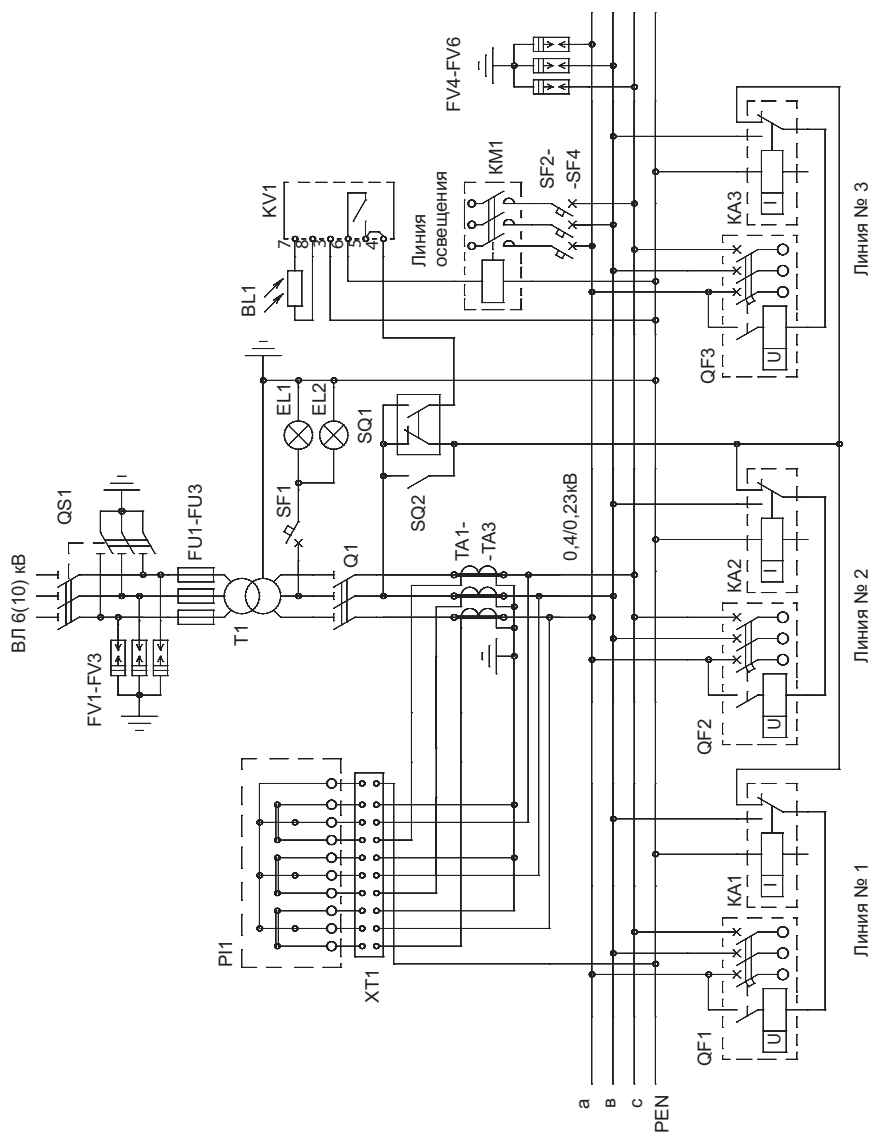 ВЛ 6(10) кВ
QS1
FV1-FV3
FU1-FU3
T1
SF1
EL1
EL2
Q1
SQ1
SQ2
BL1
KV1
7
8
3
6
5
4
Линия
освещения
KM1
SF2-
-SF4
FV4-FV6
PI1
XT1
TA1-
-TA3
0,4/0,23кВ
а
в
с
PEN
QF1
U
KA1
I
Линия № 1
QF2
U
KA2
I
Линия № 2
QF3
U
KA3
I
Линия № 3